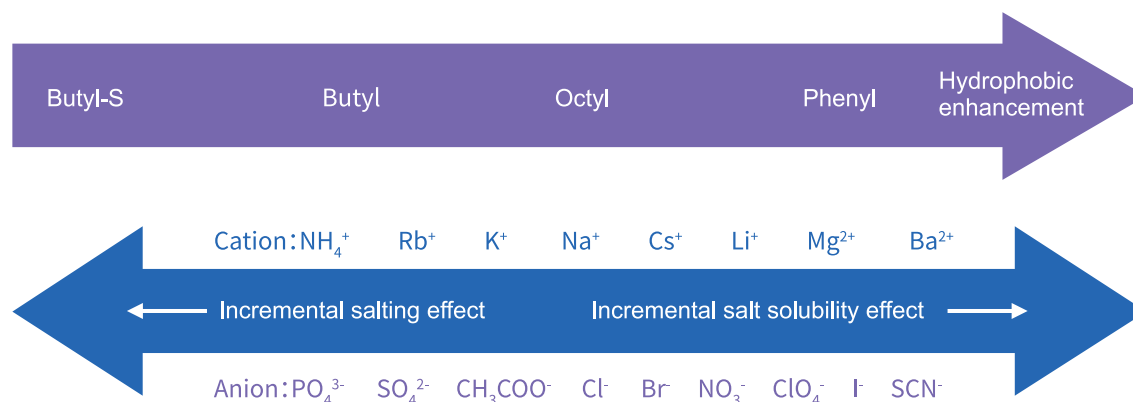 Butyl-S Butyl Octyl Phenyl Hydrophobic
enhancement
Cation:NH₄⁺ Rb⁺ K⁺ Na⁺ Cs⁺ Li⁺ Mg²⁺ Ba²⁺
Incremental salting effect Incremental salt solubility effect
Anion:PO₄³⁻ SO₄²⁻ CH₃COO⁻ Cl⁻ Br⁻ NO₃⁻ ClO₄⁻ I⁻ SCN⁻